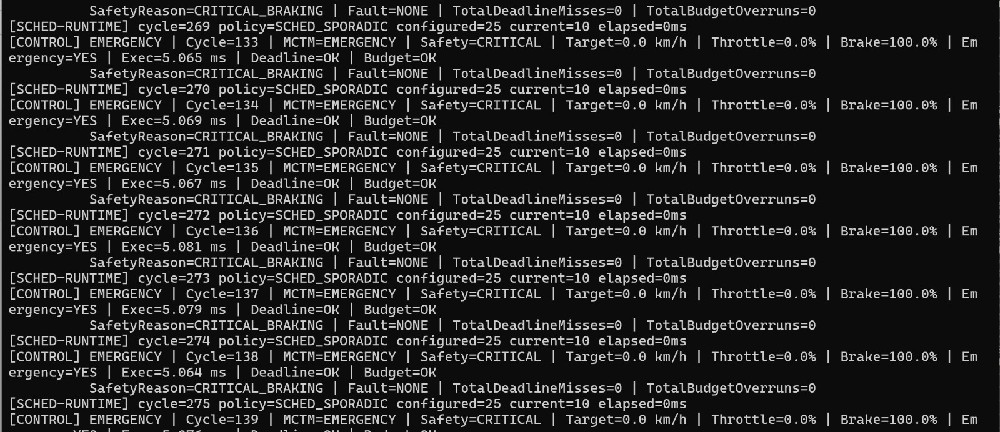 SafetyReason=CRITICAL_BRAKING | Fault=NONE | TotalDeadlineMisses=0 | TotalBudgetOverruns=0
[SCHED-RUNTIME] cycle=269 policy=SCHED_SPORADIC configured=25 current=10 elapsed=0ms
[CONTROL] EMERGENCY | Cycle=133 | MCTM=EMERGENCY | Safety=CRITICAL | Target=0.0 km/h | Throttle=0.0% | Brake=100.0% | Em
ergency=YES | Exec=5.065 ms | Deadline=OK | Budget=OK
SafetyReason=CRITICAL_BRAKING | Fault=NONE | TotalDeadlineMisses=0 | TotalBudgetOverruns=0
[SCHED-RUNTIME] cycle=270 policy=SCHED_SPORADIC configured=25 current=10 elapsed=0ms
[CONTROL] EMERGENCY | Cycle=134 | MCTM=EMERGENCY | Safety=CRITICAL | Target=0.0 km/h | Throttle=0.0% | Brake=100.0% | Em
ergency=YES | Exec=5.069 ms | Deadline=OK | Budget=OK
SafetyReason=CRITICAL_BRAKING | Fault=NONE | TotalDeadlineMisses=0 | TotalBudgetOverruns=0
[SCHED-RUNTIME] cycle=271 policy=SCHED_SPORADIC configured=25 current=10 elapsed=0ms
[CONTROL] EMERGENCY | Cycle=135 | MCTM=EMERGENCY | Safety=CRITICAL | Target=0.0 km/h | Throttle=0.0% | Brake=100.0% | Em
ergency=YES | Exec=5.067 ms | Deadline=OK | Budget=OK
SafetyReason=CRITICAL_BRAKING | Fault=NONE | TotalDeadlineMisses=0 | TotalBudgetOverruns=0
[SCHED-RUNTIME] cycle=272 policy=SCHED_SPORADIC configured=25 current=10 elapsed=0ms
[CONTROL] EMERGENCY | Cycle=136 | MCTM=EMERGENCY | Safety=CRITICAL | Target=0.0 km/h | Throttle=0.0% | Brake=100.0% | Em
ergency=YES | Exec=5.081 ms | Deadline=OK | Budget=OK
SafetyReason=CRITICAL_BRAKING | Fault=NONE | TotalDeadlineMisses=0 | TotalBudgetOverruns=0
[SCHED-RUNTIME] cycle=273 policy=SCHED_SPORADIC configured=25 current=10 elapsed=0ms
[CONTROL] EMERGENCY | Cycle=137 | MCTM=EMERGENCY | Safety=CRITICAL | Target=0.0 km/h | Throttle=0.0% | Brake=100.0% | Em
ergency=YES | Exec=5.079 ms | Deadline=OK | Budget=OK
SafetyReason=CRITICAL_BRAKING | Fault=NONE | TotalDeadlineMisses=0 | TotalBudgetOverruns=0
[SCHED-RUNTIME] cycle=274 policy=SCHED_SPORADIC configured=25 current=10 elapsed=0ms
[CONTROL] EMERGENCY | Cycle=138 | MCTM=EMERGENCY | Safety=CRITICAL | Target=0.0 km/h | Throttle=0.0% | Brake=100.0% | Em
ergency=YES | Exec=5.064 ms | Deadline=OK | Budget=OK
SafetyReason=CRITICAL_BRAKING | Fault=NONE | TotalDeadlineMisses=0 | TotalBudgetOverruns=0
[SCHED-RUNTIME] cycle=275 policy=SCHED_SPORADIC configured=25 current=10 elapsed=0ms
[CONTROL] EMERGENCY | Cycle=139 | MCTM=EMERGENCY | Safety=CRITICAL | Target=0.0 km/h | Throttle=0.0% | Brake=100.0% | Em